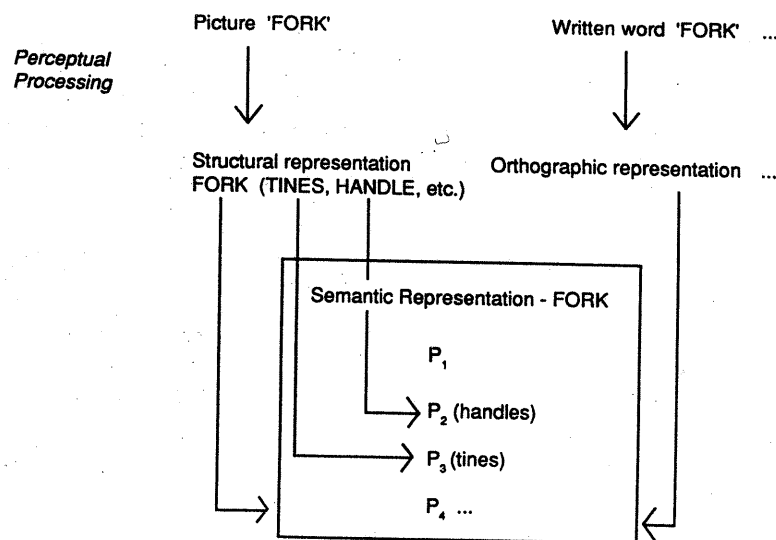 Picture 'FORK'
Written word 'FORK' ...
Perceptual
Processing
Structural representation
FORK (TINES, HANDLE, etc.)
Orthographic representation ...
Semantic Representation - FORK
P₁
P₂ (handles)
P₃ (tines)
P₄ ...